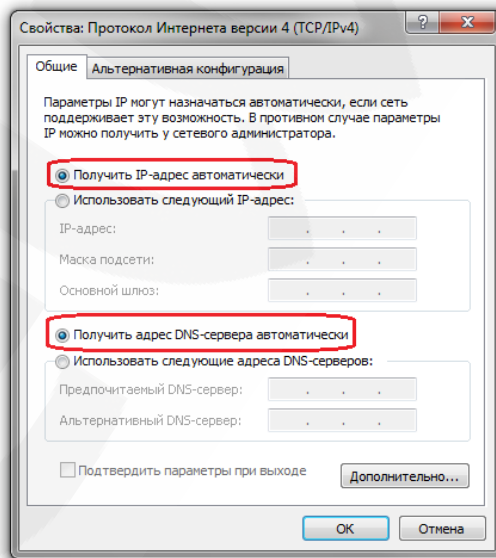 Свойства: Протокол Интернета версии 4 (TCP/IPv4)
Общие
Альтернативная конфигурация
Параметры IP могут назначаться автоматически, если сеть
поддерживает эту возможность. В противном случае параметры
IP можно получить у сетевого администратора.
Получить IP-адрес автоматически
Использовать следующий IP-адрес:
IP-адрес:
Маска подсети:
Основной шлюз:
Получить адрес DNS-сервера автоматически
Использовать следующие адреса DNS-серверов:
Предпочитаемый DNS-сервер:
Альтернативный DNS-сервер:
Подтвердить параметры при выходе
Дополнительно...
ОК
Отмена